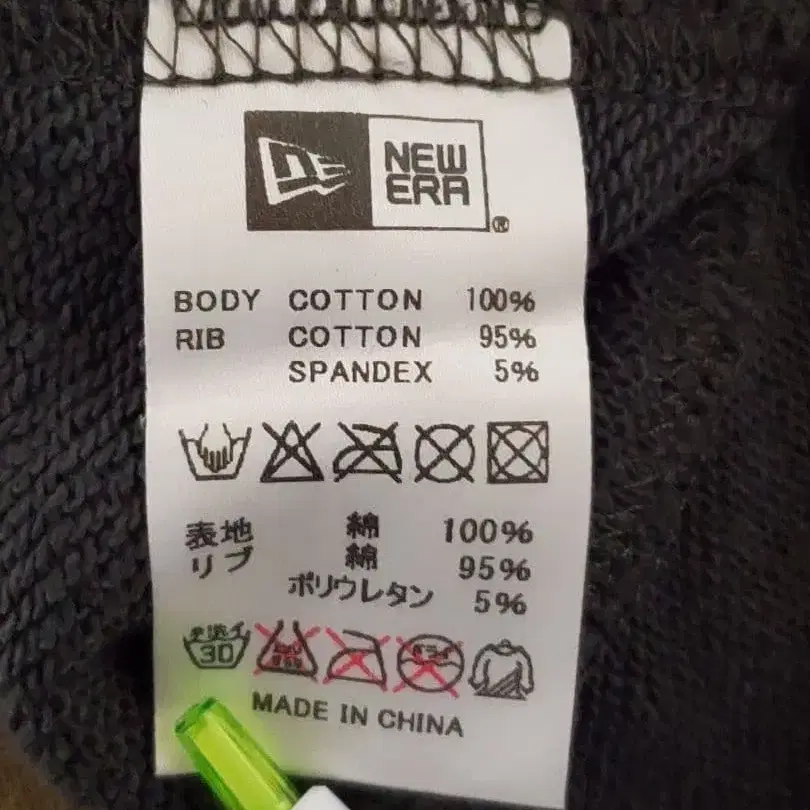 NEW
ERA
®
BODY COTTON 100%
RIB COTTON 95%
SPANDEX 5%
表地 綿 100%
リブ 綿 95%
ポリウレタン 5%
手洗イ
30
MADE IN CHINA